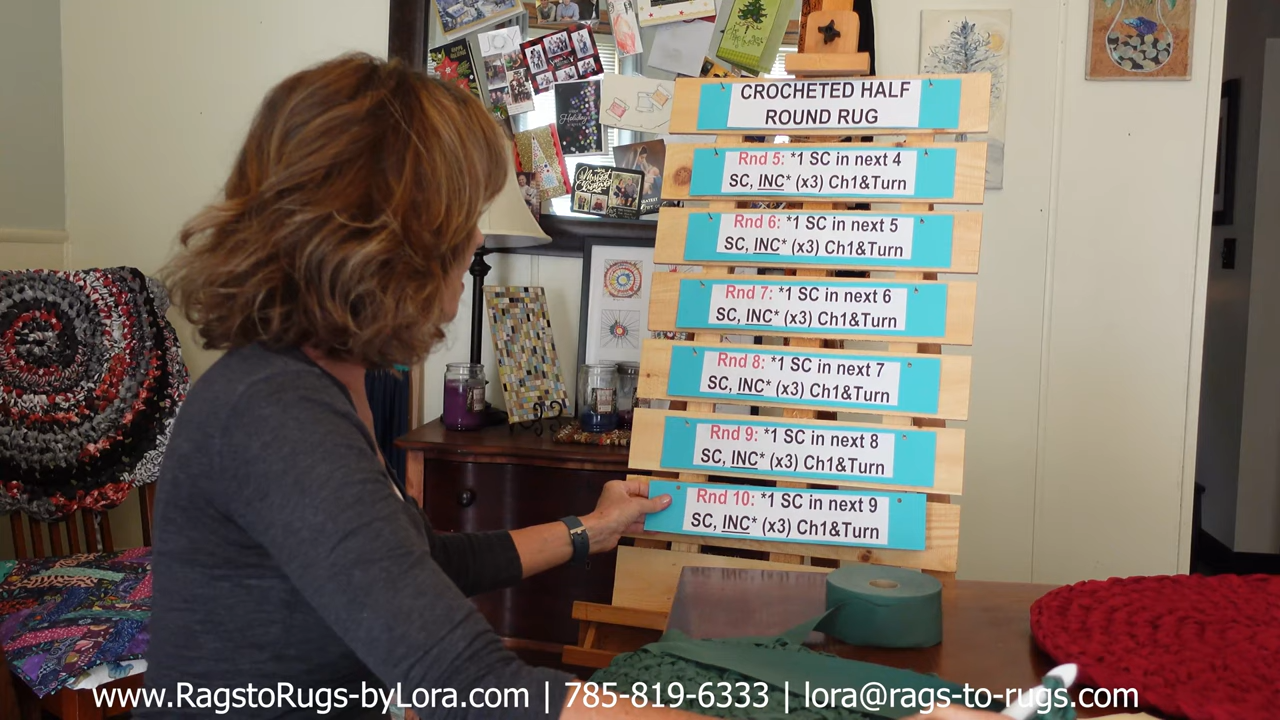 JOY
Holidays
CROCHETED HALF
ROUND RUG
Rnd 5: *1 SC in next 4
SC, INC* (x3) Ch1&Turn
Rnd 6: *1 SC in next 5
SC, INC* (x3) Ch1&Turn
Rnd 7: *1 SC in next 6
SC, INC* (x3) Ch1&Turn
Rnd 8: *1 SC in next 7
SC, INC* (x3) Ch1&Turn
Rnd 9: *1 SC in next 8
SC, INC* (x3) Ch1&Turn
Rnd 10: *1 SC in next 9
SC, INC* (x3) Ch1&Turn
www.RagstoRugs-byLora.com | 785-819-6333 | lora@rags-to-rugs.com